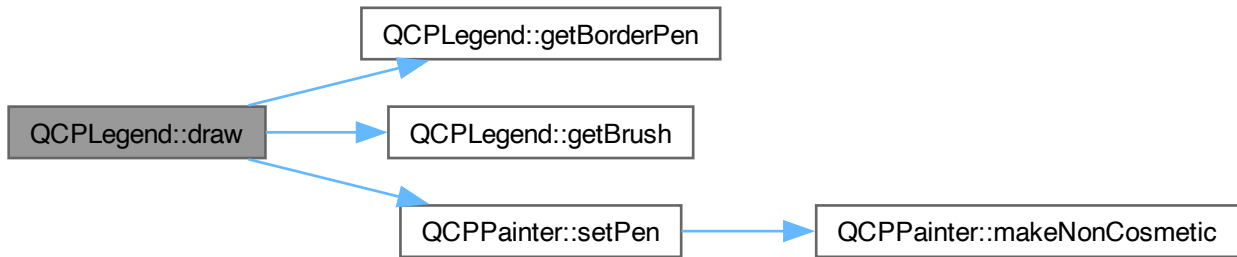 QCPLegend::getBorderPen
QCPLegend::draw
QCPLegend::getBrush
QCPPainter::setPen
QCPPainter::makeNonCosmetic